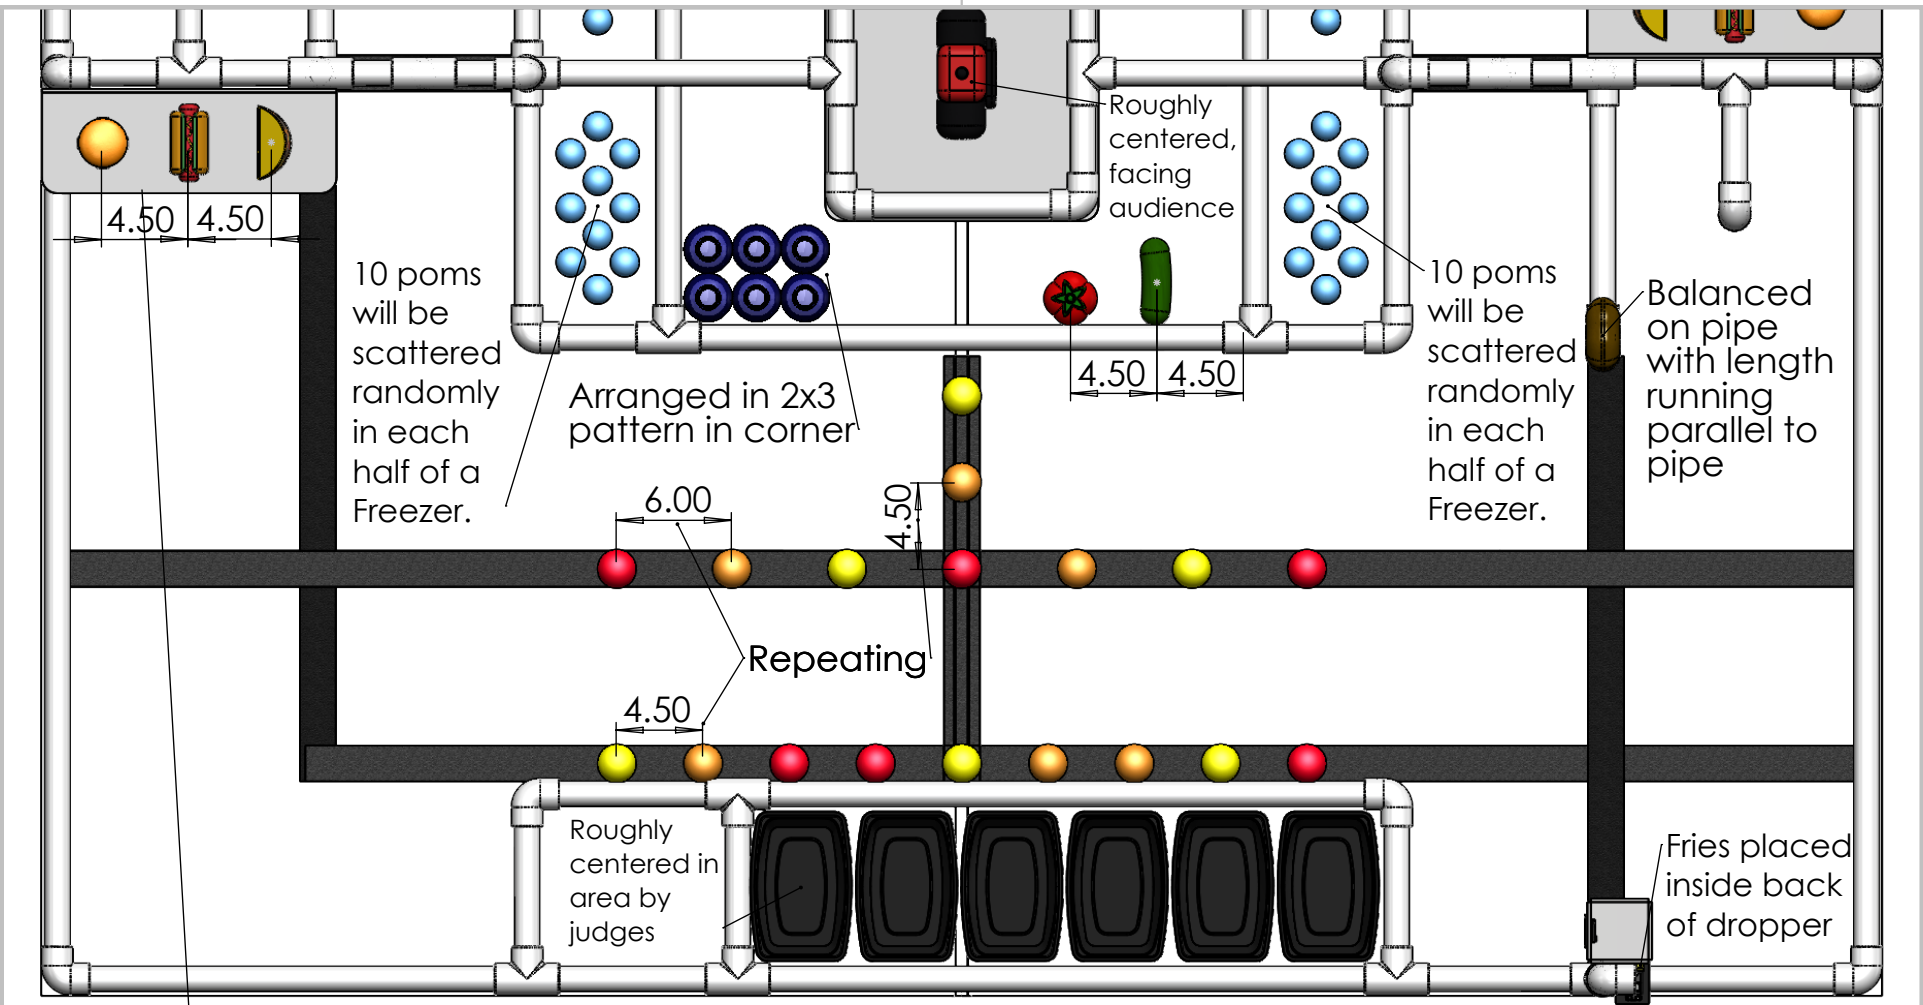 Roughly
centered,
facing
audience
4.50 4.50
10 poms
will be
scattered
randomly
in each
half of a
Freezer.
Arranged in 2x3
pattern in corner
4.50 4.50
10 poms
will be
scattered
randomly
in each
half of a
Freezer.
Balanced
on pipe
with length
running
parallel to
pipe
6.00
4.50
Repeating
4.50
Roughly
centered in
area by
judges
Fries placed
inside back
of dropper